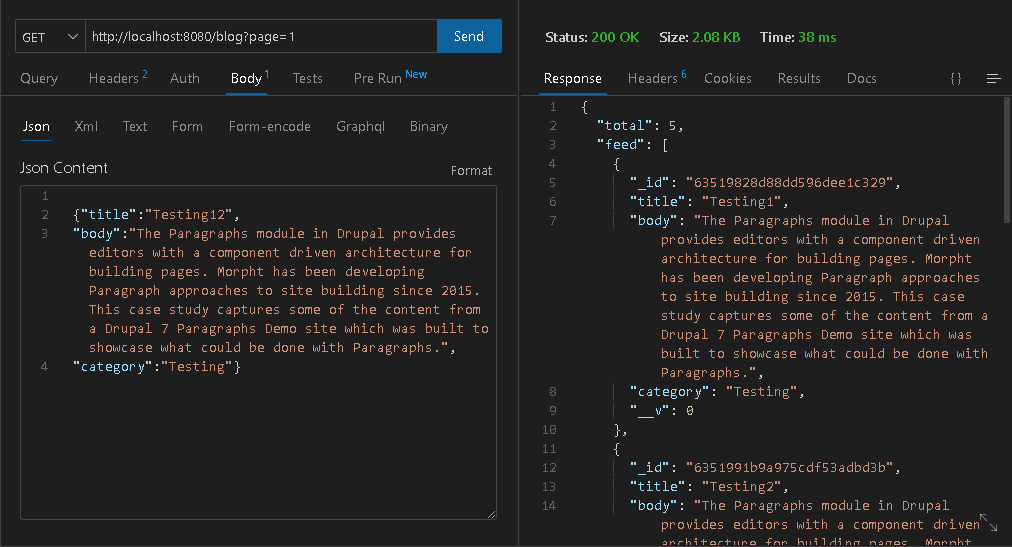 GET http://localhost:8080/blog?page=1 Send
Query Headers 2 Auth Body 1 Tests Pre Run New
Json Xml Text Form Form-encode Graphql Binary
Json Content Format
1
2 {"title":"Testing12",
3 "body":"The Paragraphs module in Drupal provides
editors with a component driven architecture for
building pages. Morpht has been developing
Paragraph approaches to site building since 2015.
This case study captures some of the content from
a Drupal 7 Paragraphs Demo site which was built to
showcase what could be done with Paragraphs.",
4 "category":"Testing"}
Status: 200 OK Size: 2.08 KB Time: 38 ms
Response Headers 6 Cookies Results Docs {}
1 {
2 "total": 5,
3 "feed": [
4 {
5 "_id": "63519828d88dd596dee1c329",
6 "title": "Testing1",
7 "body": "The Paragraphs module in Drupal
provides editors with a component driven
architecture for building pages. Morpht
has been developing Paragraph approaches
to site building since 2015. This case
study captures some of the content from a
Drupal 7 Paragraphs Demo site which was
built to showcase what could be done with
Paragraphs.",
8 "category": "Testing",
9 "__v": 0
10 },
11 {
12 "_id": "6351991b9a975cdf53adbd3b",
13 "title": "Testing2",
14 "body": "The Paragraphs module in Drupal
provides editors with a component driven
architecture for building pages. Morpht